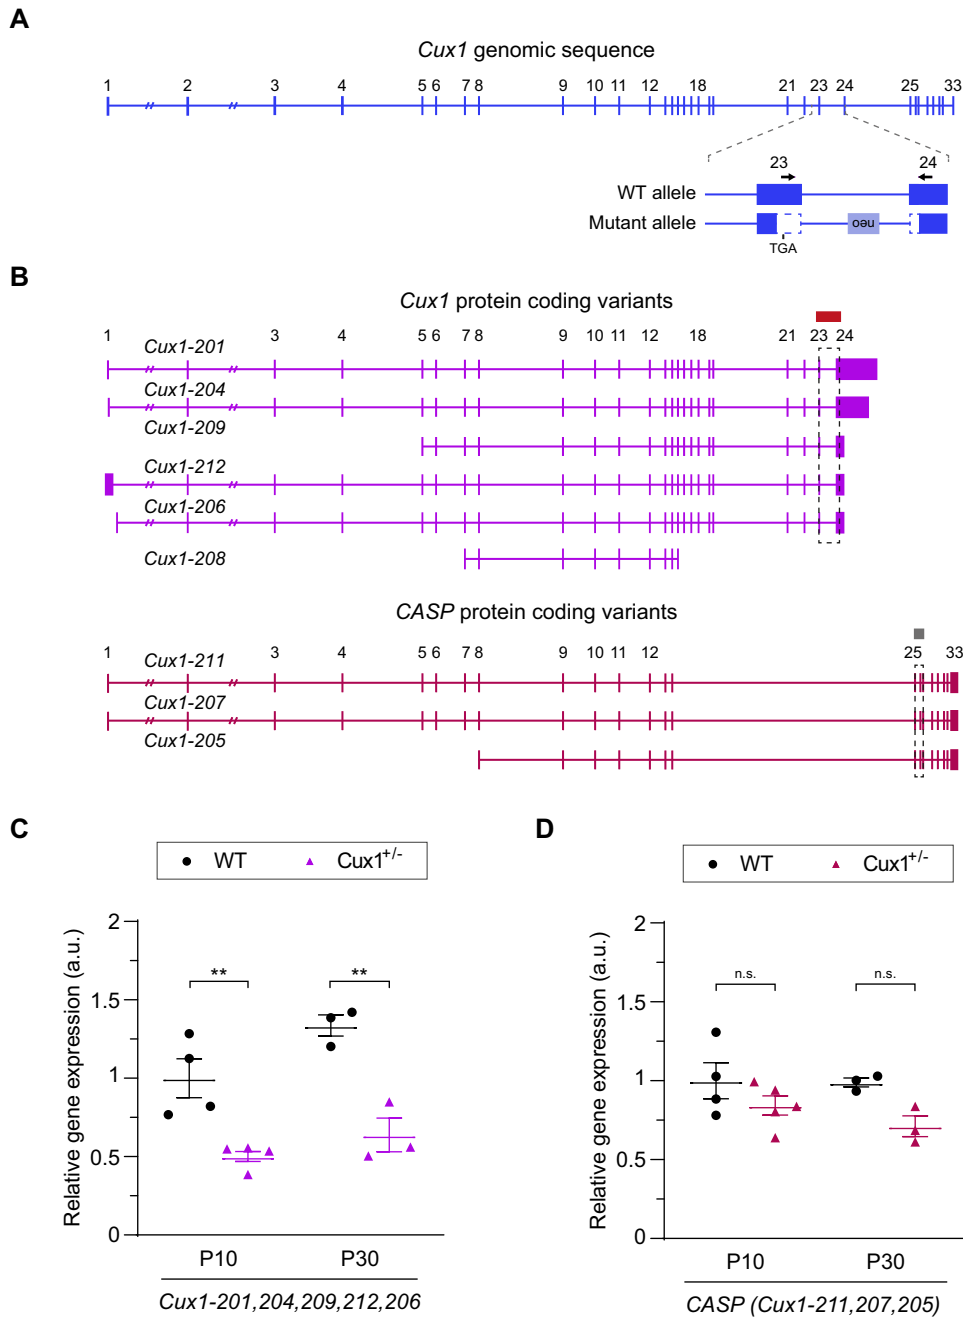 A
Cux1 genomic sequence
1 2 3 4 5 6 7 8 9 10 11 12 18 21 23 24 25 33
23 24
WT allele
Mutant allele
neo
TGA
B
Cux1 protein coding variants
1 3 4 5 6 7 8 9 10 11 12 18 21 23 24
Cux1-201
Cux1-204
Cux1-209
Cux1-212
Cux1-206
Cux1-208
CASP protein coding variants
1 3 4 5 6 7 8 9 10 11 12 25 33
Cux1-211
Cux1-207
Cux1-205
C
WT Cux1+/-
Relative gene expression (a.u.)
2
1.5
1
0.5
0
** **
P10 P30
Cux1-201,204,209,212,206
D
WT Cux1+/-
Relative gene expression (a.u.)
2
1.5
1
0.5
0
n.s. n.s.
P10 P30
CASP (Cux1-211,207,205)